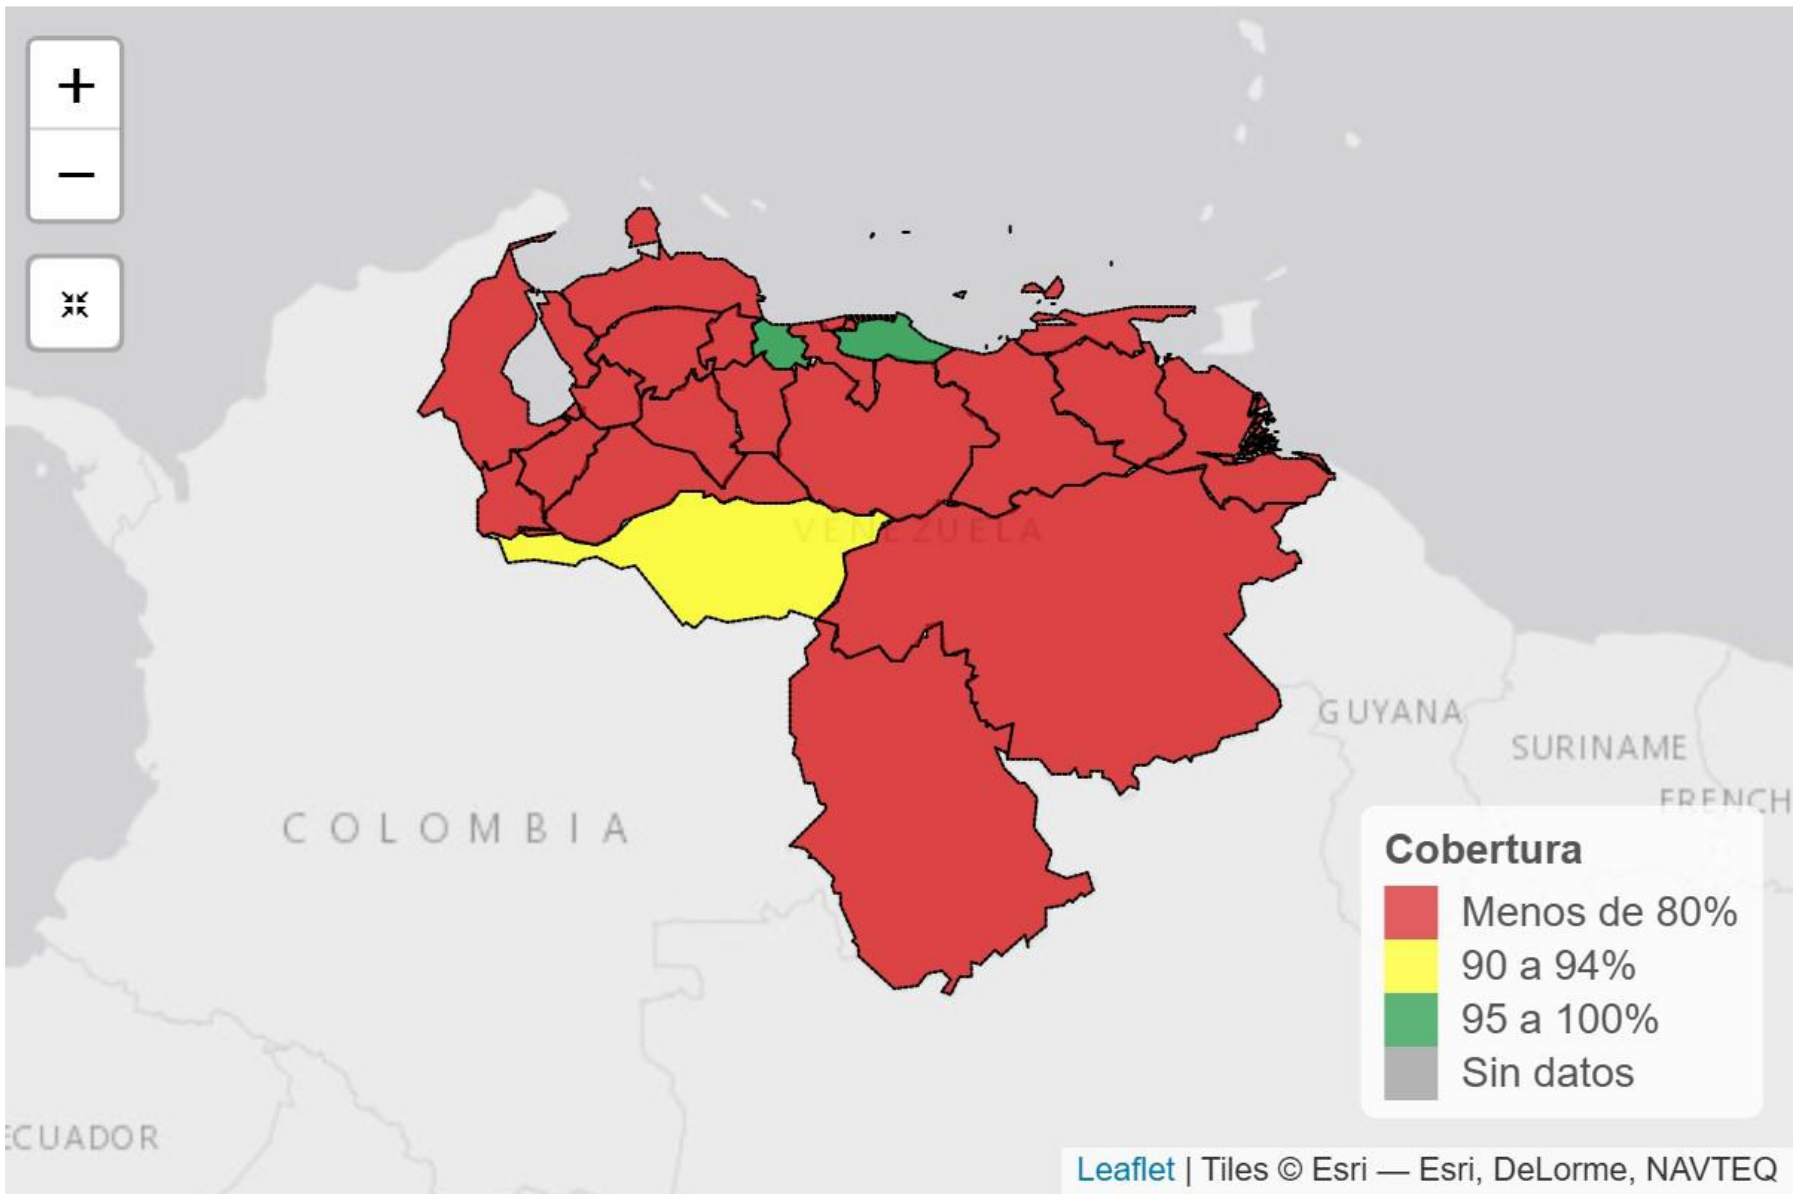 +
−
VENEZUELA
GUYANA
SURINAME
FRENCH
COLOMBIA
Cobertura
Menos de 80%
90 a 94%
95 a 100%
Sin datos
ECUADOR
Leaflet | Tiles © Esri — Esri, DeLorme, NAVTEQ